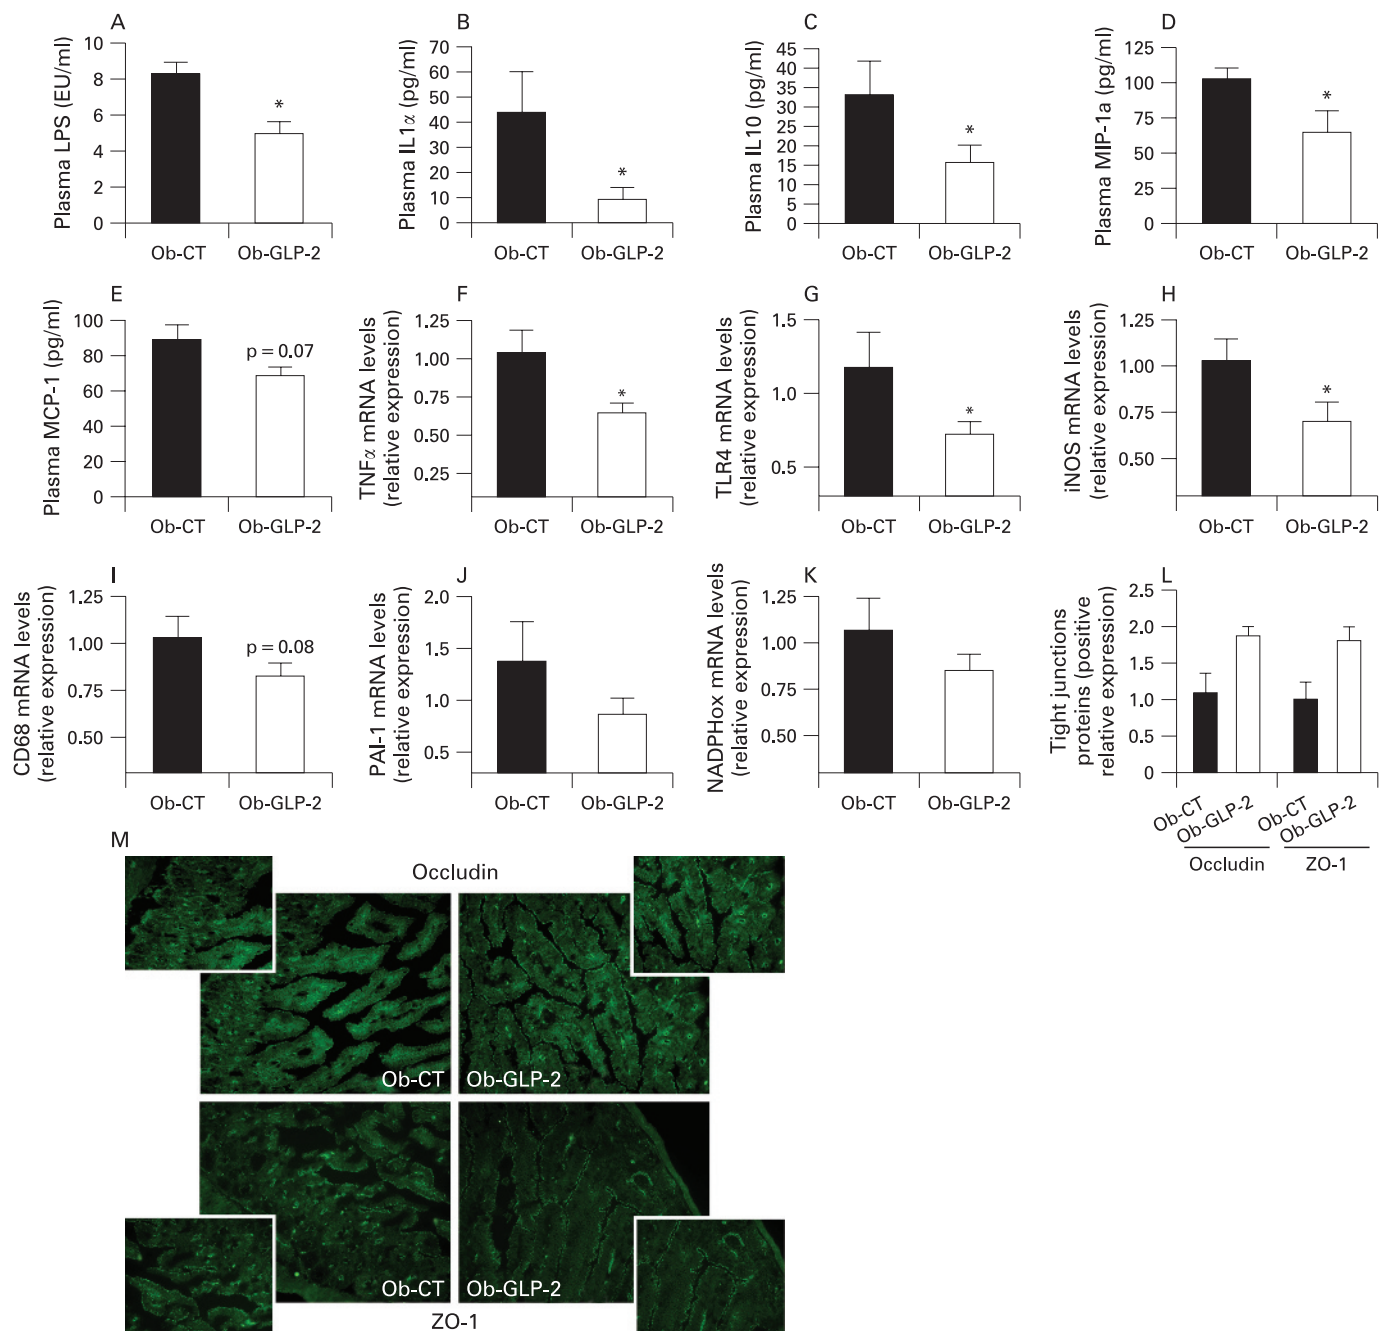 A
Plasma LPS (EU/ml)
10
8
6
4
2
0
*
Ob-CT Ob-GLP-2
B
Plasma IL1α (pg/ml)
70
60
50
40
30
20
10
0
*
Ob-CT Ob-GLP-2
C
Plasma IL10 (pg/ml)
45
40
35
30
25
20
15
10
5
0
*
Ob-CT Ob-GLP-2
D
Plasma MIP-1a (pg/ml)
125
100
75
50
25
0
*
Ob-CT Ob-GLP-2
E
Plasma MCP-1 (pg/ml)
100
80
60
40
20
0
p = 0.07
Ob-CT Ob-GLP-2
F
TNFα mRNA levels
(relative expression)
1.25
1.00
0.75
0.50
0.25
*
Ob-CT Ob-GLP-2
G
TLR4 mRNA levels
(relative expression)
1.5
1.0
0.5
*
Ob-CT Ob-GLP-2
H
iNOS mRNA levels
(relative expression)
1.25
1.00
0.75
0.50
*
Ob-CT Ob-GLP-2
I
CD68 mRNA levels
(relative expression)
1.25
1.00
0.75
0.50
p = 0.08
Ob-CT Ob-GLP-2
J
PAI-1 mRNA levels
(relative expression)
2.0
1.5
1.0
0.5
Ob-CT Ob-GLP-2
K
NADPHox mRNA levels
(relative expression)
1.25
1.00
0.75
0.50
Ob-CT Ob-GLP-2
L
Tight junctions
proteins (positive
relative expression)
2.5
2.0
1.5
1.0
0.5
0
Ob-CT Ob-GLP-2 Ob-CT Ob-GLP-2
Occludin ZO-1
M
Occludin
Ob-CT Ob-GLP-2
Ob-CT Ob-GLP-2
ZO-1